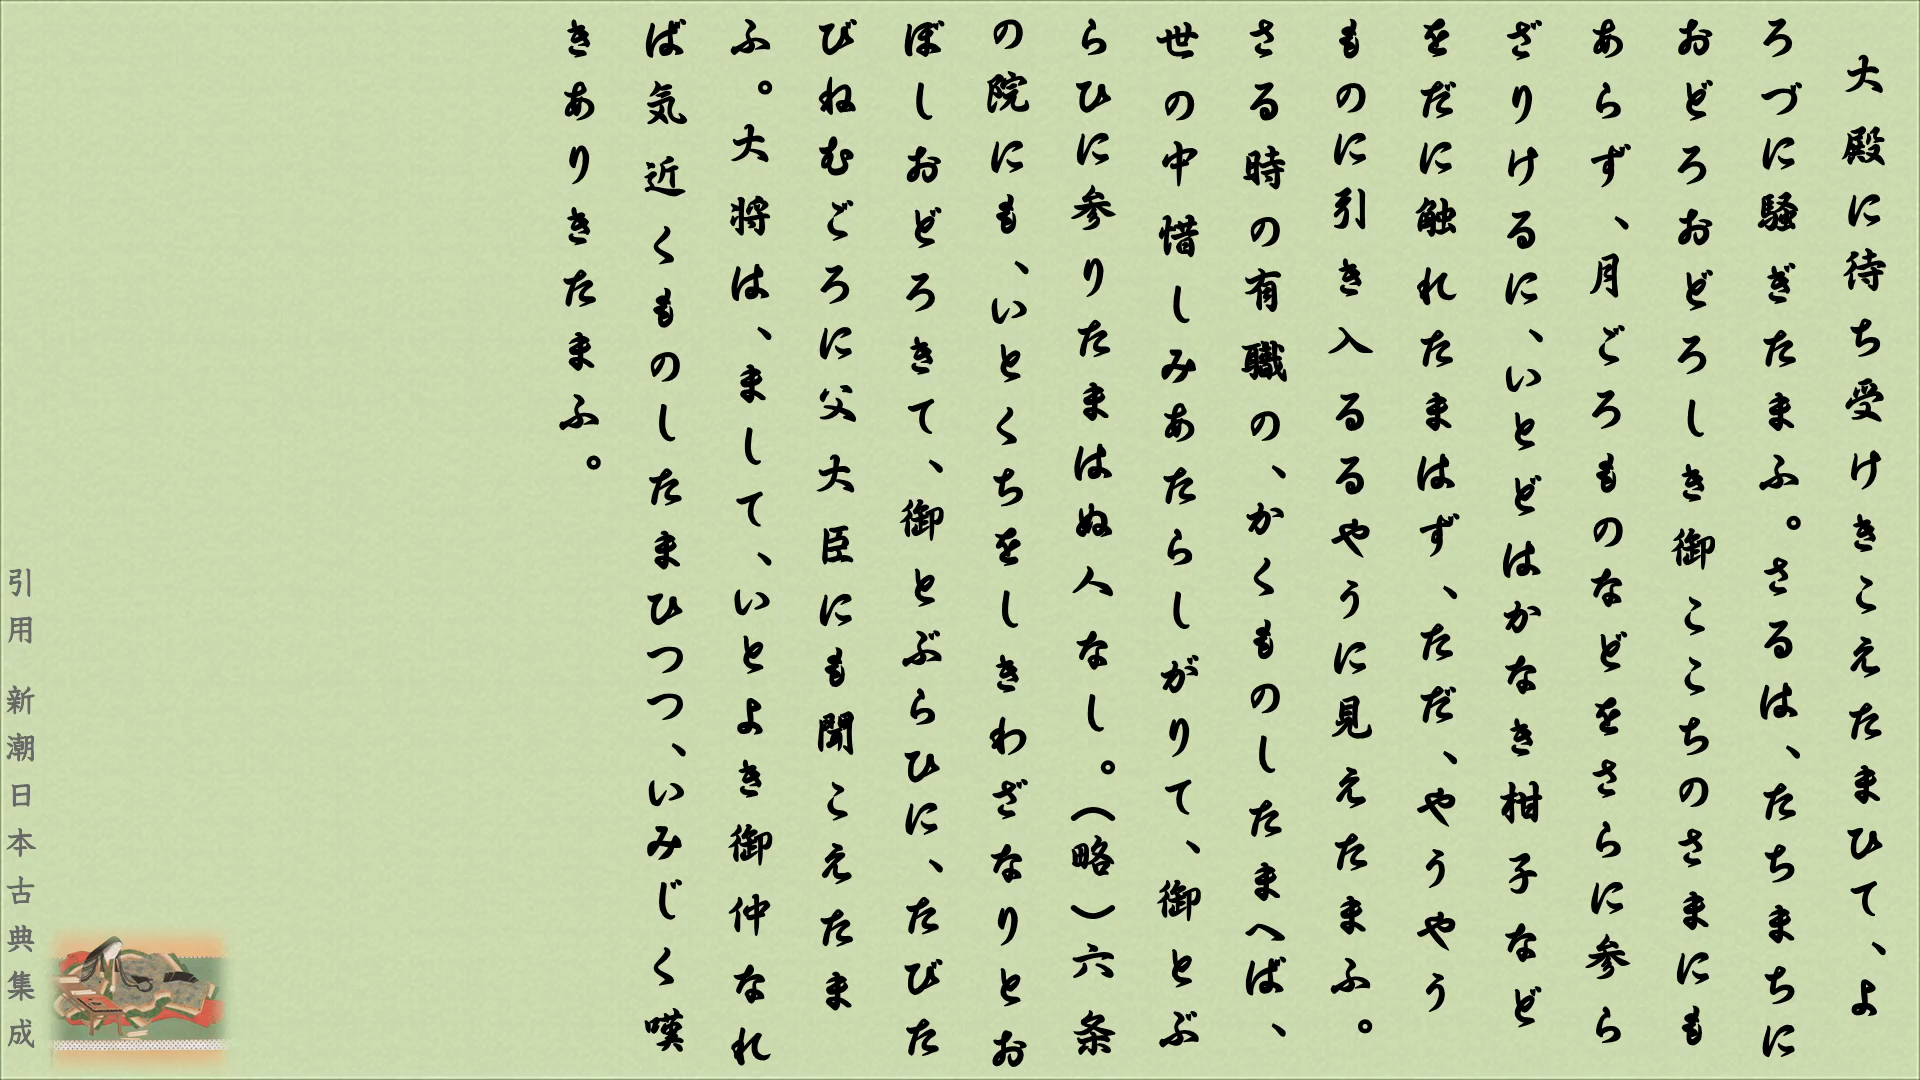 大殿に待ち受けきこえたまひて、よ
ろづに騒ぎたまふ。さるは、たちまちに
おどろおどろしき御ここちのさまにも
あらず、月ごろものなどをさらに参ら
ざりけるに、いとどはかなき柑子など
をだに触れたまはず、ただ、やうやう
ものに引き入るるやうに見えたまふ。
さる時の有職の、かくものしたまへば、
世の中惜しみあたらしがりて、御とぶ
らひに参りたまはぬ人なし。（略）六条
の院にも、いとくちをしきわざなりとお
ぼしおどろきて、御とぶらひに、たびた
びねむごろに父大臣にも聞こえたま
ふ。大将は、まして、いとよき御仲なれ
ば気近くものしたまひつつ、いみじく嘆
きありきたまふ。
引用 新潮日本古典集成